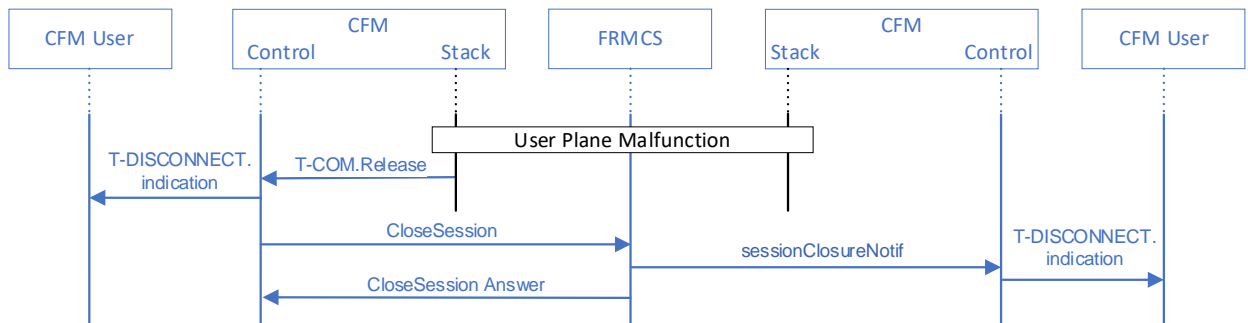 CFM User
CFM
Control
Stack
FRMCS
CFM
Stack
Control
CFM User
User Plane Malfunction
T-DISCONNECT.
indication
T-COM.Release
CloseSession
sessionClosureNotif
T-DISCONNECT.
indication
CloseSession Answer